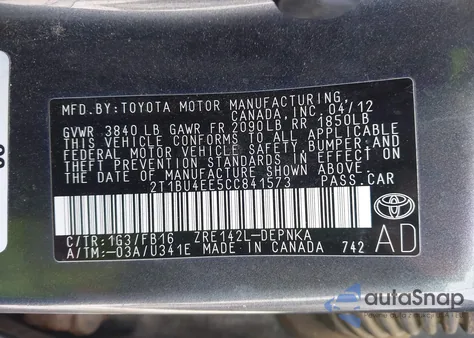 MFD.BY:TOYOTA MOTOR MANUFACTURING,
CANADA,INC. 04/12
GVWR 3840LB GAWR FR 2090LB RR 1850LB
THIS VEHICLE CONFORMS TO ALL APPLICABLE
FEDERAL MOTOR VEHICLE SAFETY, BUMPER, AND
THEFT PREVENTION STANDARDS IN EFFECT ON
THE DATE OF MANUFACTURE SHOWN ABOVE.
2T1BU4EE5CC841573 PASS.CAR
C/TR:1G3/FB16 ZRE142L-DEPNKA
A/TM:-03A/U341E MADE IN CANADA 742
AD
autoSnap